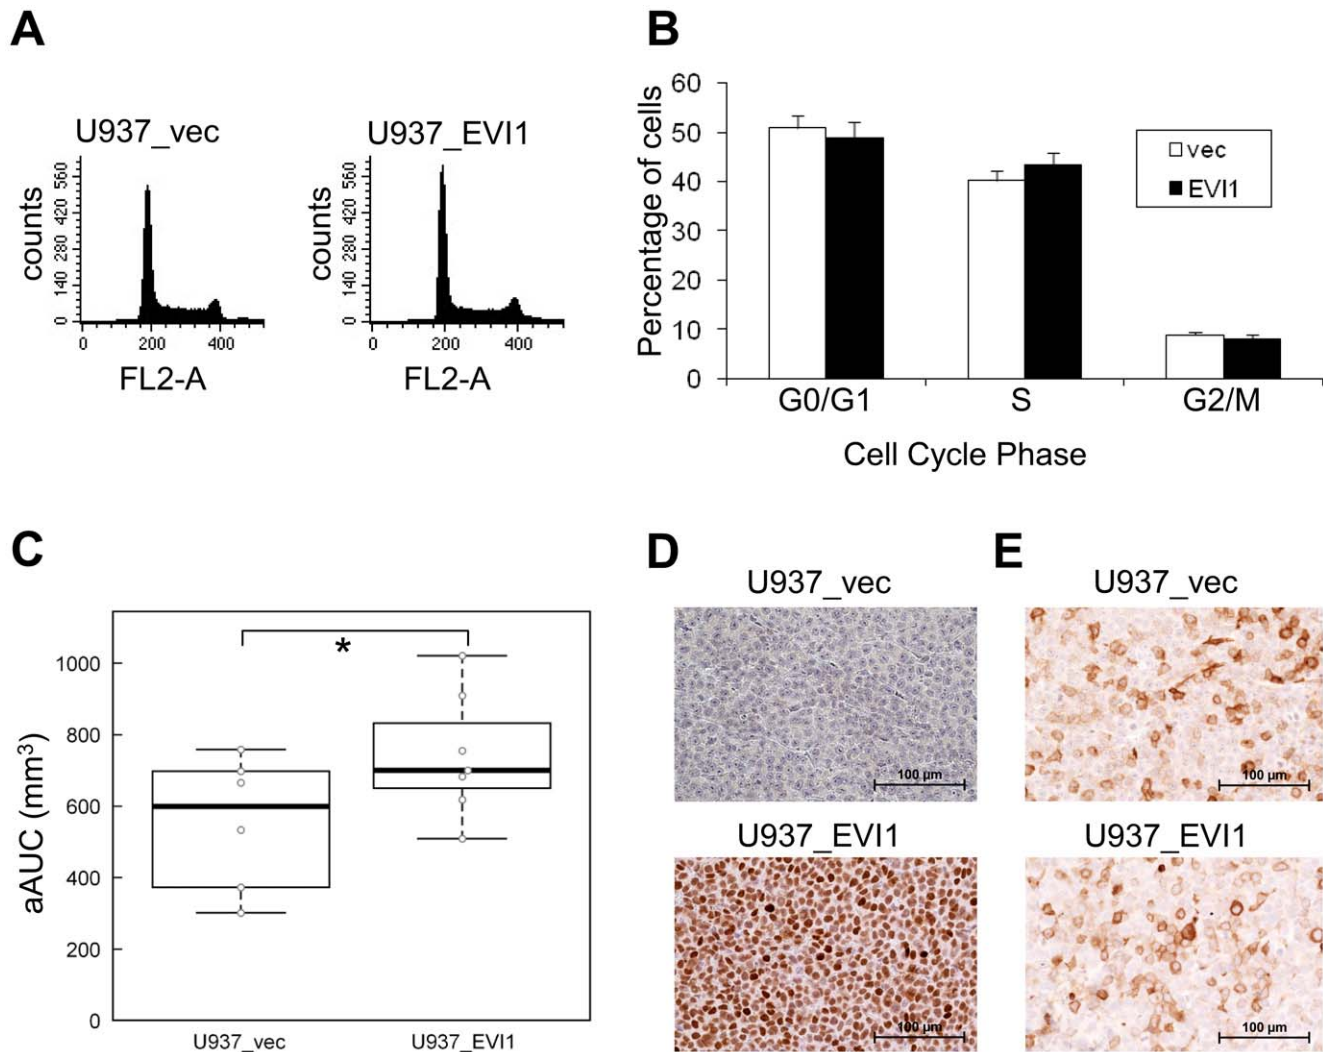 A
U937_vec
counts
560
420
280
140
0
0
200
400
FL2-A
U937_EVI1
counts
560
420
280
140
0
0
200
400
FL2-A
B
Percentage of cells
60
50
40
30
20
10
0
vec
EVI1
G0/G1
S
G2/M
Cell Cycle Phase
C
aAUC (mm³)
1000
800
600
400
200
0
*
U937_vec
U937_EVI1
D
U937_vec
100 µm
U937_EVI1
100 µm
E
U937_vec
100 µm
U937_EVI1
100 µm